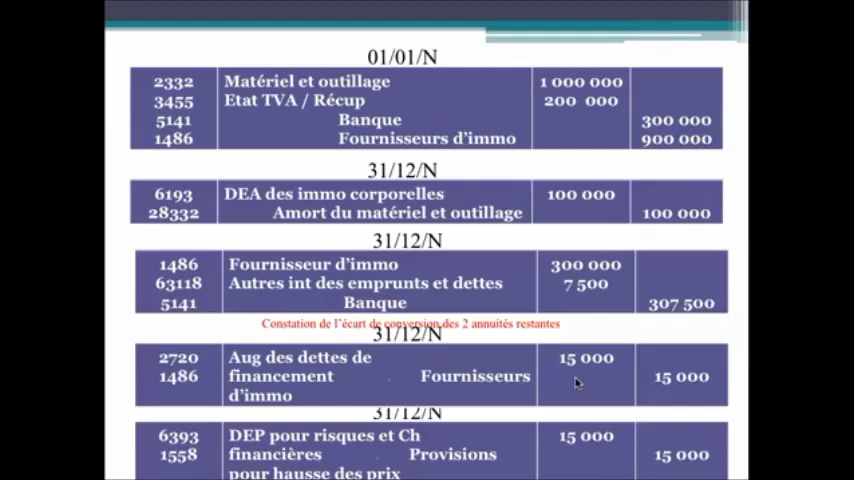 01/01/N
2332 Matériel et outillage 1 000 000
3455 Etat TVA / Récup 200 000
5141 Banque 300 000
1486 Fournisseurs d'immo 900 000
31/12/N
6193 DEA des immo corporelles 100 000
28332 Amort du matériel et outillage 100 000
31/12/N
1486 Fournisseur d'immo 300 000
63118 Autres int des emprunts et dettes 7 500
5141 Banque 307 500
Constation de l'écart de conversion des 2 annuités restantes
31/12/N
2720 Aug des dettes de 15 000
1486 financement Fournisseurs 15 000
d'immo
31/12/N
6393 DEP pour risques et Ch 15 000
1558 financières Provisions 15 000
pour hausse des prix